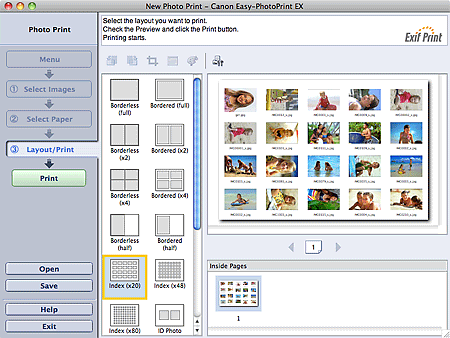 New Photo Print - Canon Easy-PhotoPrint EX
Photo Print
Select the layout you want to print.
Check the Preview and click the Print button.
Printing starts.
Exif Print
Menu
1 Select Images
2 Select Paper
3 Layout/Print
Print
Open
Save
Help
Exit
Borderless (full)
Bordered (full)
Borderless (x2)
Bordered (x2)
Borderless (x4)
Bordered (x4)
Borderless (half)
Bordered (half)
Index (x20)
Index (x48)
Index (x80)
ID Photo
1
Inside Pages
1